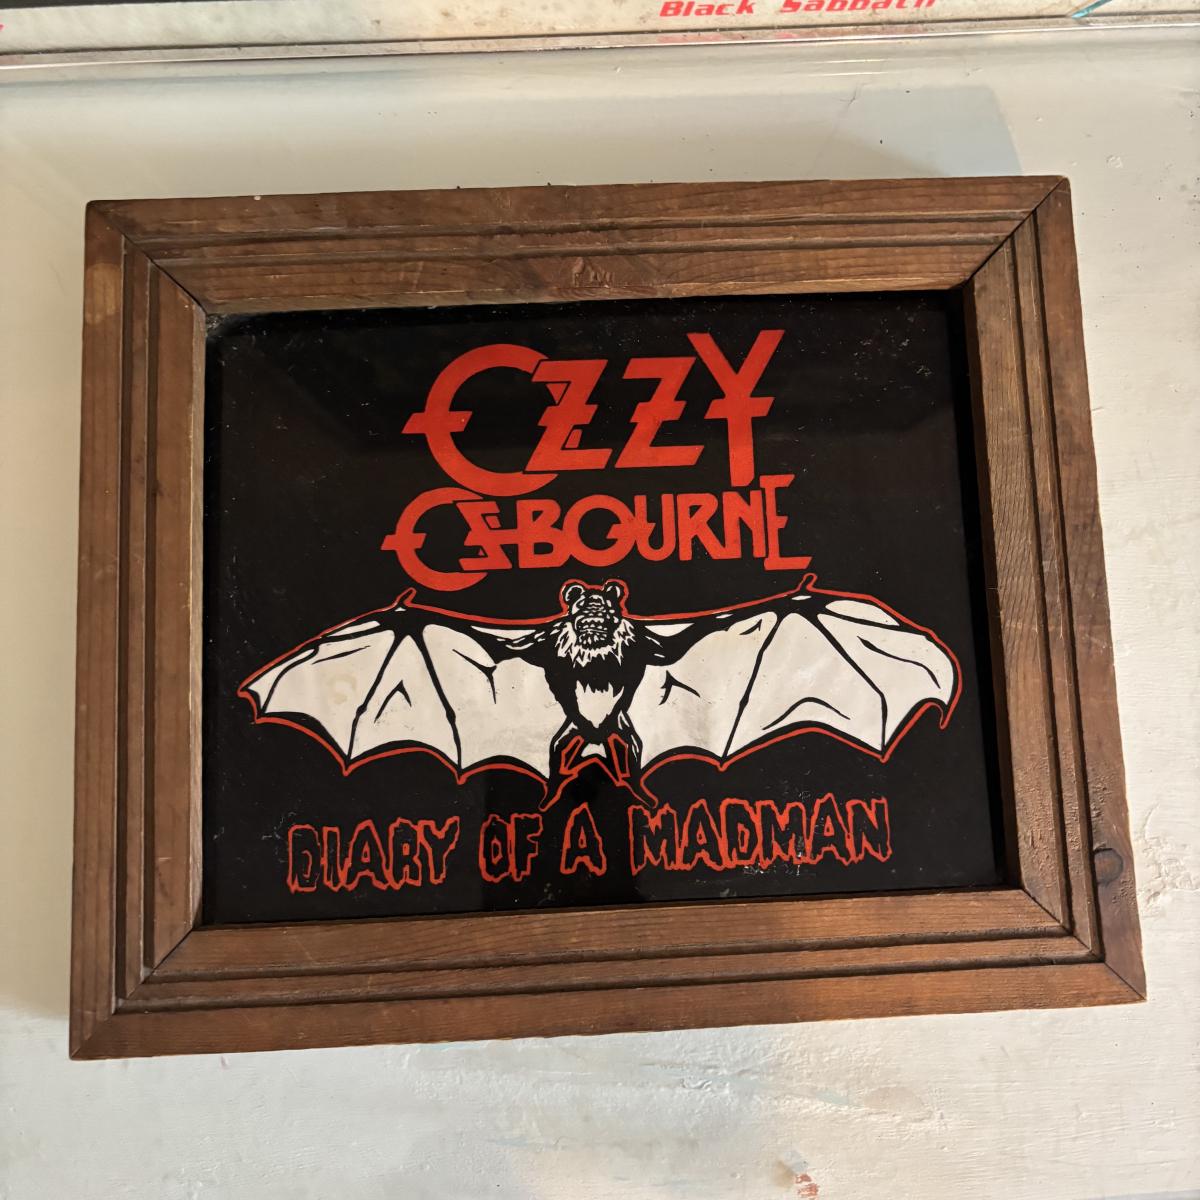 Black Sabbath
OZZY
OSBOURNE
DIARY OF A MADMAN